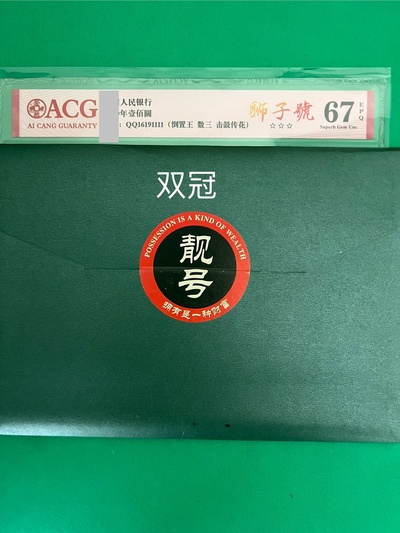 ACG
AI CANG GUARANTY
人民银行
年壹佰圆
: QQ16191111 (倒置王 数三 击鼓传花)
狮子號
☆☆☆
67
EPQ
Superb Gem Unc
双冠
POSSESSION IS A KIND OF WEALTH
靓号
拥有是一种财富